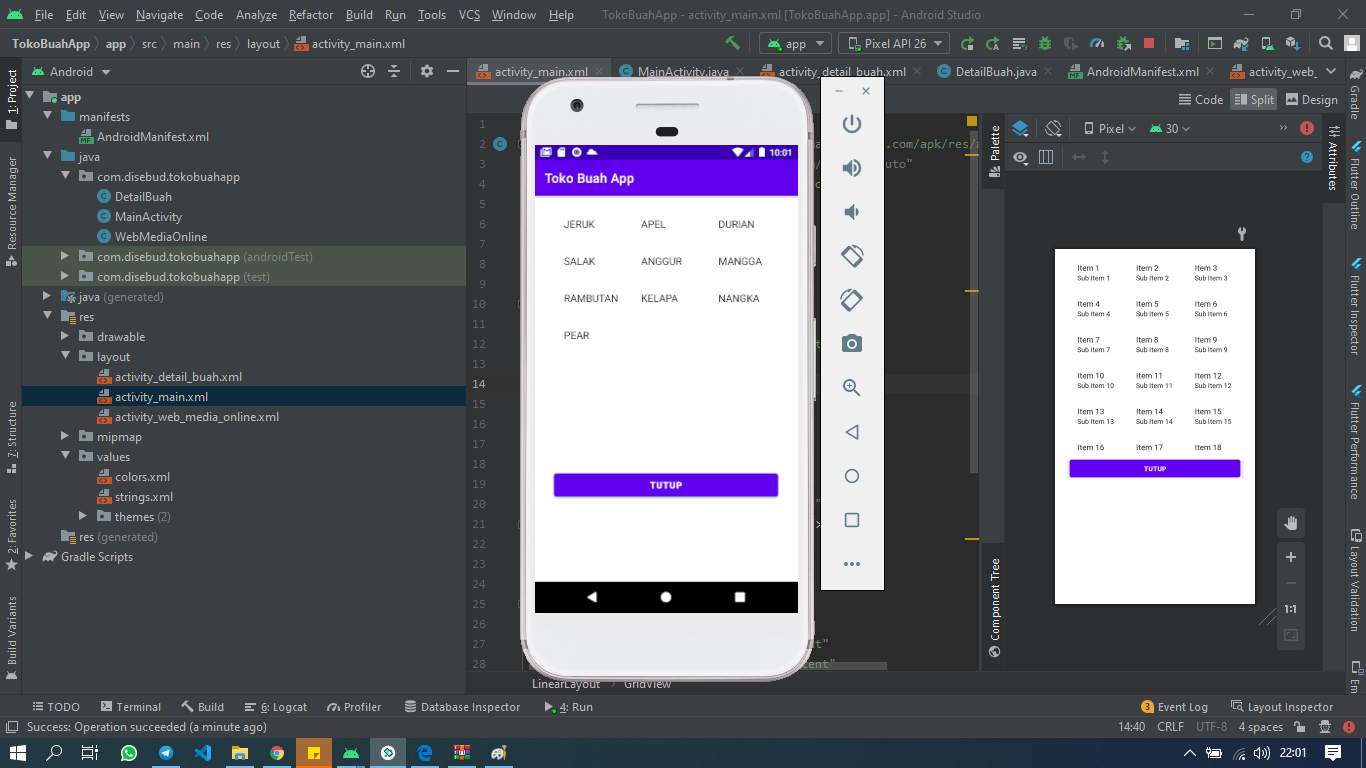 File Edit View Navigate Code Analyze Refactor Build Run Tools VCS Window Help TokoBuahApp - activity_main.xml [TokoBuahApp.app] - Android Studio
TokoBuahApp app src main res layout activity_main.xml app Pixel API 26
Android activity_main.xml MainActivity.java activity_detail_buah.xml DetailBuah.java AndroidManifest.xml activity_web_
Code Split Design
1: Project
Resource Manager
7: Structure
2: Favorites
Build Variants
app
manifests
AndroidManifest.xml
java
com.disebud.tokobuahapp
DetailBuah
MainActivity
WebMediaOnline
com.disebud.tokobuahapp (androidTest)
com.disebud.tokobuahapp (test)
java (generated)
res
drawable
layout
activity_detail_buah.xml
activity_main.xml
activity_web_media_online.xml
mipmap
values
colors.xml
strings.xml
themes (2)
res (generated)
Gradle Scripts
1
2
3
4
5
6
7
8
9
10
11
12
13
14
15
16
17
18
19
20
21
22
23
24
25
26
27
28
.com/apk/res/a
uto"
t"
"
>
t"
ent"
10:01
Toko Buah App
JERUK APEL DURIAN
SALAK ANGGUR MANGGA
RAMBUTAN KELAPA NANGKA
PEAR
TUTUP
LinearLayout GridView
Palette
Component Tree
Pixel 30
Item 1 Item 2 Item 3
Sub Item 1 Sub Item 2 Sub Item 3
Item 4 Item 5 Item 6
Sub Item 4 Sub Item 5 Sub Item 6
Item 7 Item 8 Item 9
Sub Item 7 Sub Item 8 Sub Item 9
Item 10 Item 11 Item 12
Sub Item 10 Sub Item 11 Sub Item 12
Item 13 Item 14 Item 15
Sub Item 13 Sub Item 14 Sub Item 15
Item 16 Item 17 Item 18
TUTUP
1:1
Attributes
Gradle
Flutter Outline
Flutter Inspector
Flutter Performance
Layout Validation
Em
TODO Terminal Build 6: Logcat Profiler Database Inspector 4: Run 3 Event Log Layout Inspector
Success: Operation succeeded (a minute ago) 14:40 CRLF UTF-8 4 spaces
22:01